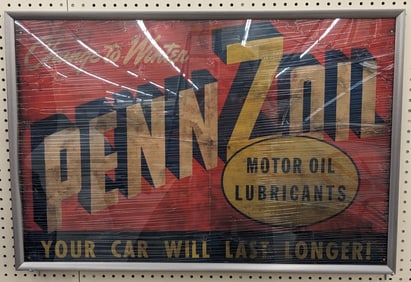 Change to Winter
PENNZOIL
MOTOR OIL
LUBRICANTS
YOUR CAR WILL LAST LONGER!